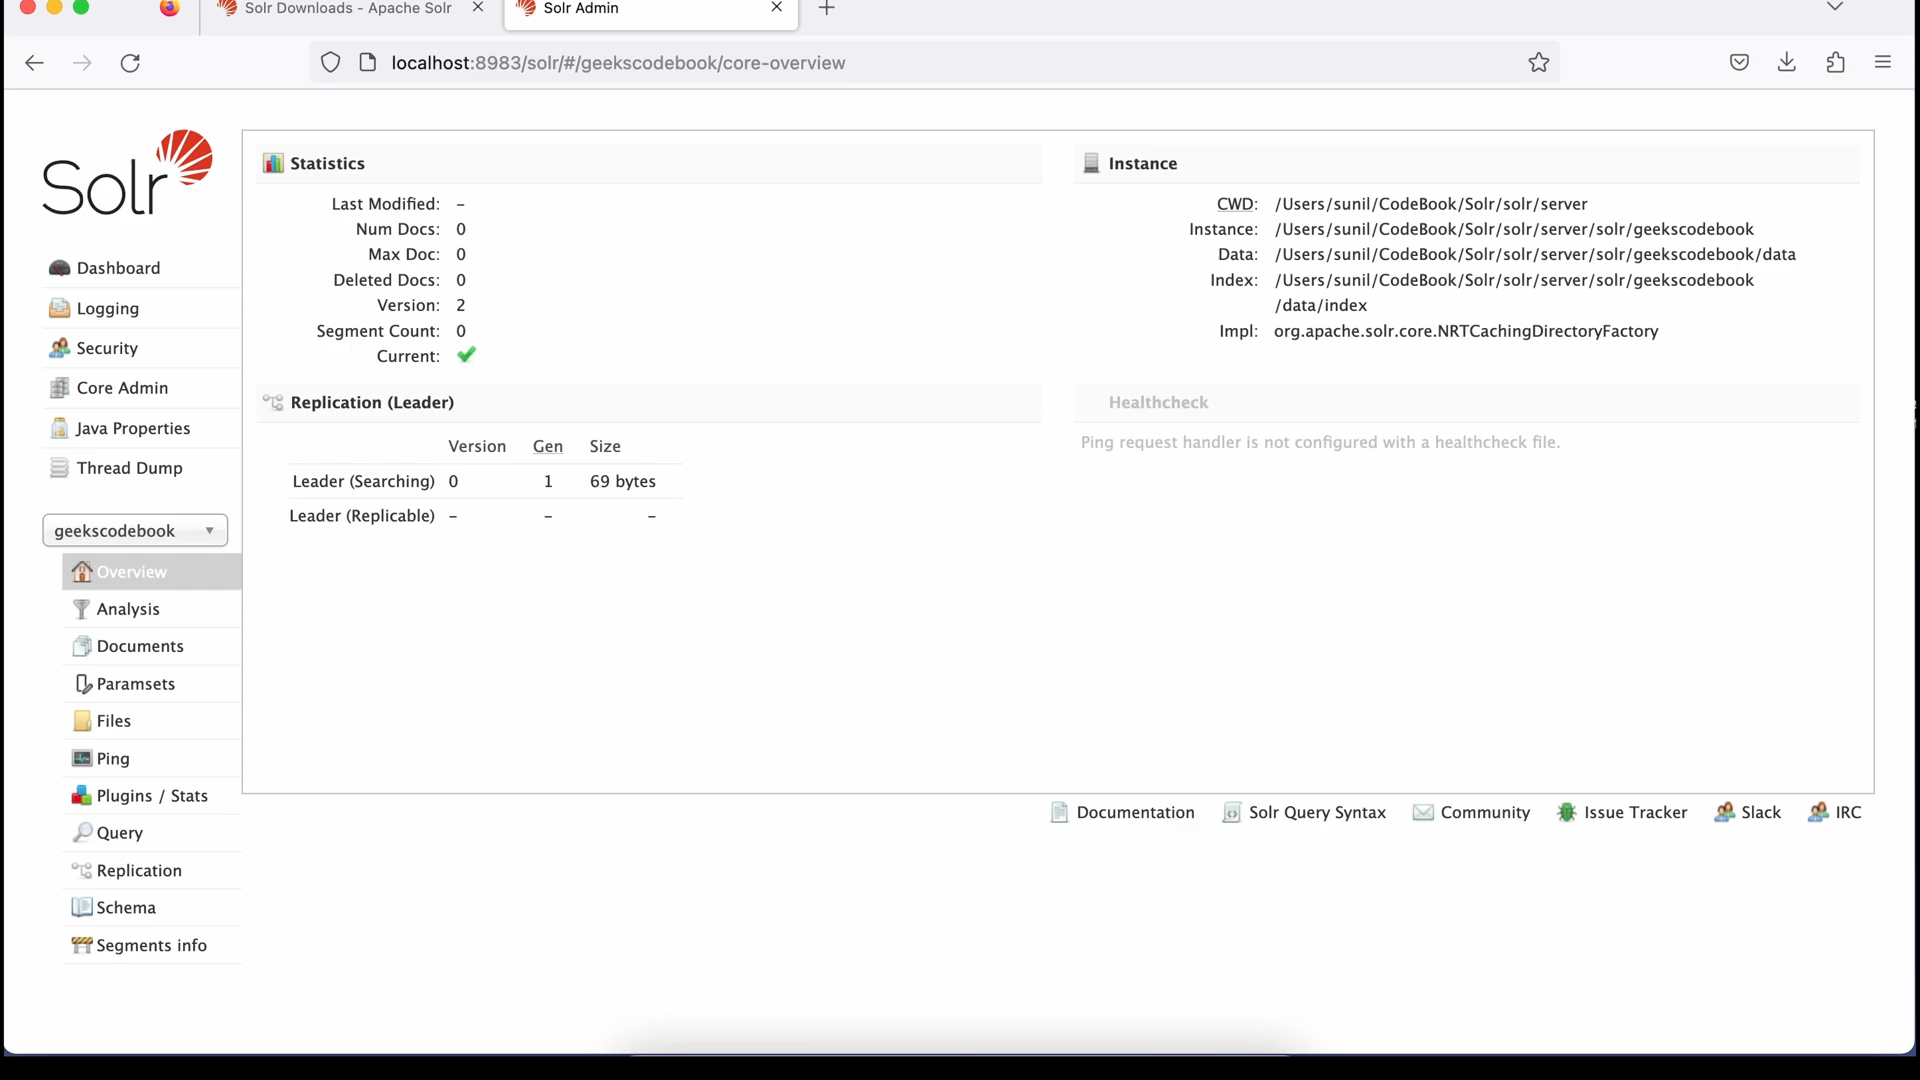 Solr Downloads - Apache Solr
Solr Admin
localhost:8983/solr/#/geekscodebook/core-overview
Solr
Dashboard
Logging
Security
Core Admin
Java Properties
Thread Dump
geekscodebook
Overview
Analysis
Documents
Paramsets
Files
Ping
Plugins / Stats
Query
Replication
Schema
Segments info
Statistics
Last Modified: –
Num Docs: 0
Max Doc: 0
Deleted Docs: 0
Version: 2
Segment Count: 0
Current:
Replication (Leader)
Version Gen Size
Leader (Searching) 0 1 69 bytes
Leader (Replicable) – – –
Instance
CWD: /Users/sunil/CodeBook/Solr/solr/server
Instance: /Users/sunil/CodeBook/Solr/solr/server/solr/geekscodebook
Data: /Users/sunil/CodeBook/Solr/solr/server/solr/geekscodebook/data
Index: /Users/sunil/CodeBook/Solr/solr/server/solr/geekscodebook
/data/index
Impl: org.apache.solr.core.NRTCachingDirectoryFactory
Healthcheck
Ping request handler is not configured with a healthcheck file.
Documentation Solr Query Syntax Community Issue Tracker Slack IRC